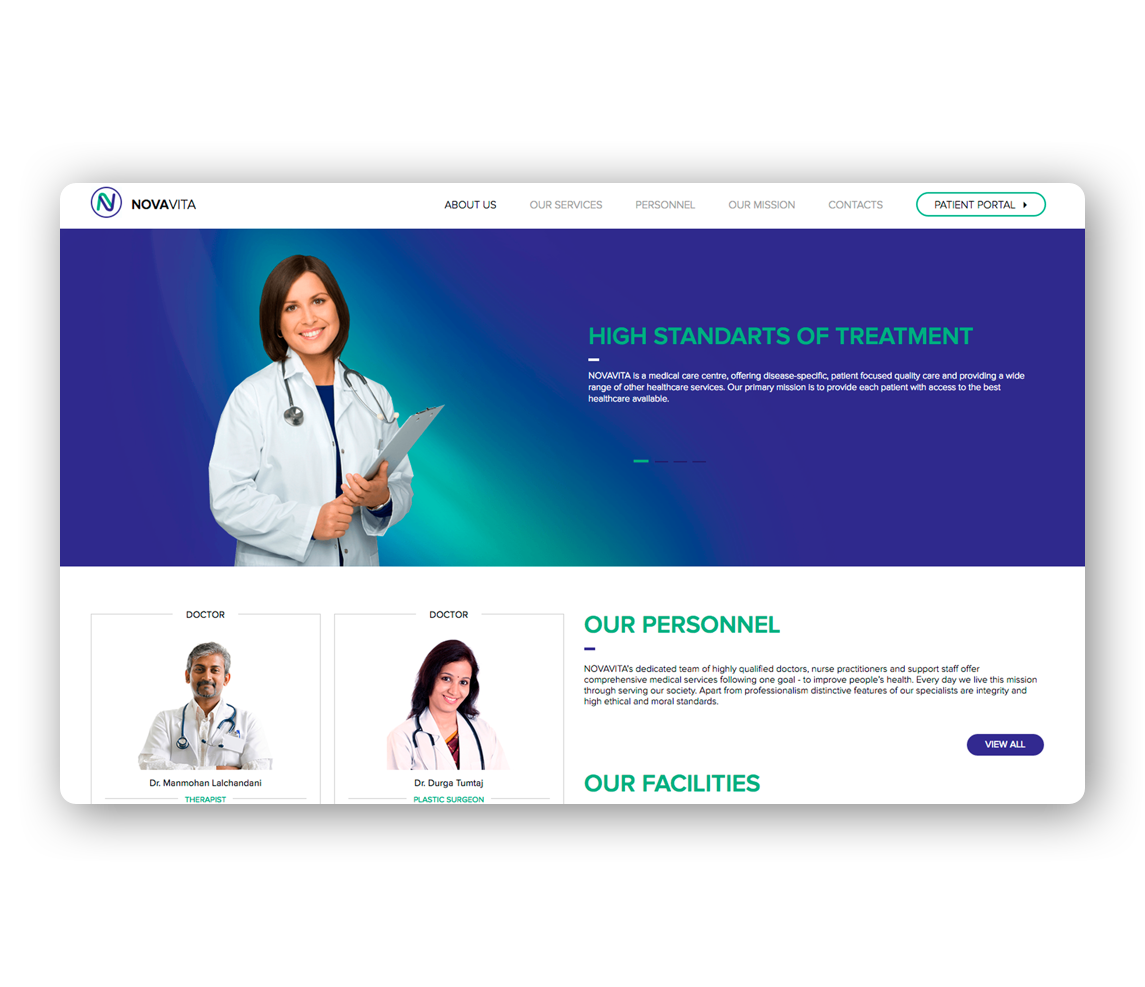 NOVAVITA
ABOUT US
OUR SERVICES
PERSONNEL
OUR MISSION
CONTACTS
PATIENT PORTAL
HIGH STANDARTS OF TREATMENT
NOVAVITA is a medical care centre, offering disease-specific, patient focused quality care and providing a wide
range of other healthcare services. Our primary mission is to provide each patient with access to the best
healthcare available.
DOCTOR
Dr. Manmohan Lalchandani
THERAPIST
DOCTOR
Dr. Durga Tumtaj
PLASTIC SURGEON
OUR PERSONNEL
NOVAVITA's dedicated team of highly qualified doctors, nurse practitioners and support staff offer
comprehensive medical services following one goal - to improve people's health. Every day we live this mission
through serving our society. Apart from professionalism distinctive features of our specialists are integrity and
high ethical and moral standards.
VIEW ALL
OUR FACILITIES